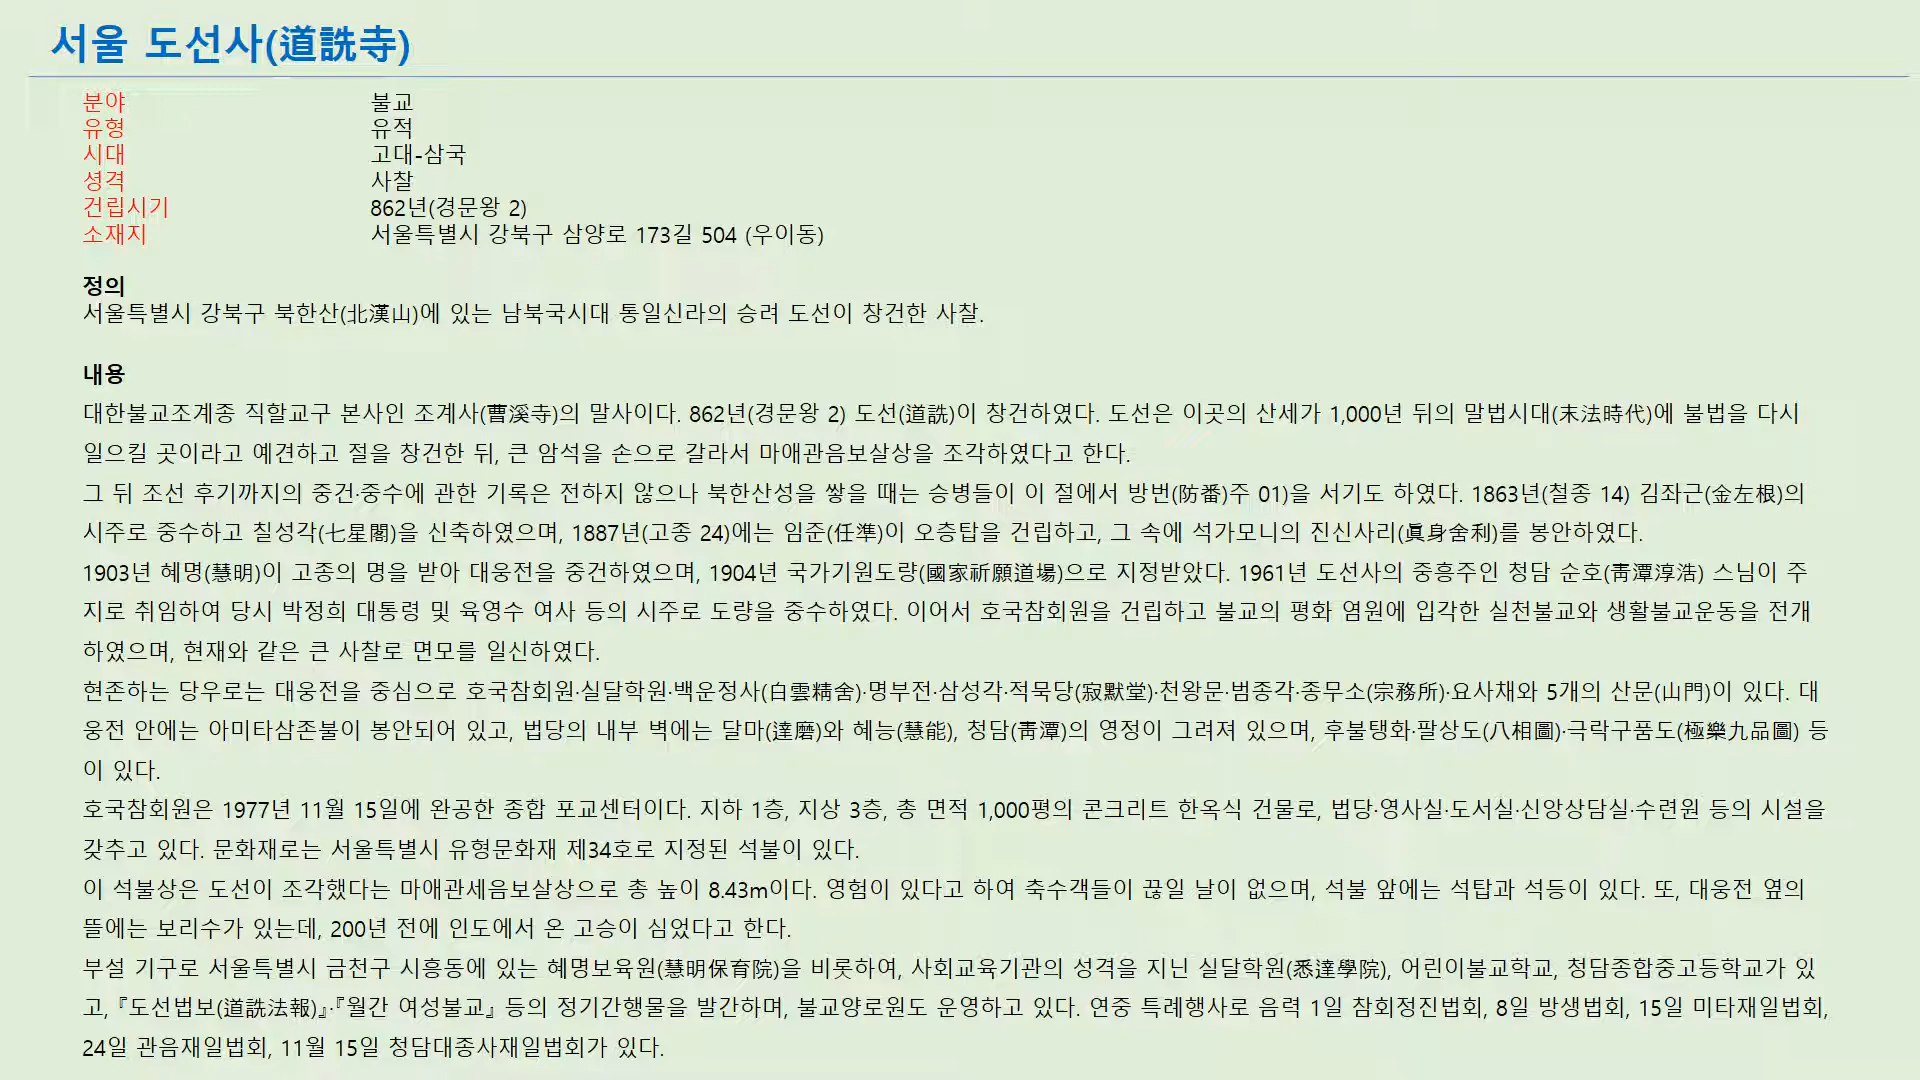 서울 도선사(道詵寺)
분야 불교
유형 유적
시대 고대-삼국
성격 사찰
건립시기 862년(경문왕 2)
소재지 서울특별시 강북구 삼양로 173길 504 (우이동)
정의
서울특별시 강북구 북한산(北漢山)에 있는 남북국시대 통일신라의 승려 도선이 창건한 사찰.
내용
대한불교조계종 직할교구 본사인 조계사(曹溪寺)의 말사이다. 862년(경문왕 2) 도선(道詵)이 창건하였다. 도선은 이곳의 산세가 1,000년 뒤의 말법시대(末法時代)에 불법을 다시
일으킬 곳이라고 예견하고 절을 창건한 뒤, 큰 암석을 손으로 갈라서 마애관음보살상을 조각하였다고 한다.
그 뒤 조선 후기까지의 중건·중수에 관한 기록은 전하지 않으나 북한산성을 쌓을 때는 승병들이 이 절에서 방번(防番)주 01)을 서기도 하였다. 1863년(철종 14) 김좌근(金左根)의
시주로 중수하고 칠성각(七星閣)을 신축하였으며, 1887년(고종 24)에는 임준(任準)이 오층탑을 건립하고, 그 속에 석가모니의 진신사리(眞身舍利)를 봉안하였다.
1903년 혜명(慧明)이 고종의 명을 받아 대웅전을 중건하였으며, 1904년 국가기원도량(國家祈願道場)으로 지정받았다. 1961년 도선사의 중흥주인 청담 순호(靑潭淳浩) 스님이 주
지로 취임하여 당시 박정희 대통령 및 육영수 여사 등의 시주로 도량을 중수하였다. 이어서 호국참회원을 건립하고 불교의 평화 염원에 입각한 실천불교와 생활불교운동을 전개
하였으며, 현재와 같은 큰 사찰로 면모를 일신하였다.
현존하는 당우로는 대웅전을 중심으로 호국참회원·실달학원·백운정사(白雲精舍)·명부전·삼성각·적묵당(寂默堂)·천왕문·범종각·종무소(宗務所)·요사채와 5개의 산문(山門)이 있다. 대
웅전 안에는 아미타삼존불이 봉안되어 있고, 법당의 내부 벽에는 달마(達磨)와 혜능(慧能), 청담(靑潭)의 영정이 그려져 있으며, 후불탱화·팔상도(八相圖)·극락구품도(極樂九品圖) 등
이 있다.
호국참회원은 1977년 11월 15일에 완공한 종합 포교센터이다. 지하 1층, 지상 3층, 총 면적 1,000평의 콘크리트 한옥식 건물로, 법당·영사실·도서실·신앙상담실·수련원 등의 시설을
갖추고 있다. 문화재로는 서울특별시 유형문화재 제34호로 지정된 석불이 있다.
이 석불상은 도선이 조각했다는 마애관세음보살상으로 총 높이 8.43m이다. 영험이 있다고 하여 축수객들이 끊일 날이 없으며, 석불 앞에는 석탑과 석등이 있다. 또, 대웅전 옆의
뜰에는 보리수가 있는데, 200년 전에 인도에서 온 고승이 심었다고 한다.
부설 기구로 서울특별시 금천구 시흥동에 있는 혜명보육원(慧明保育院)을 비롯하여, 사회교육기관의 성격을 지닌 실달학원(悉達學院), 어린이불교학교, 청담종합중고등학교가 있
고, 『도선법보(道詵法報)』·『월간 여성불교』 등의 정기간행물을 발간하며, 불교양로원도 운영하고 있다. 연중 특례행사로 음력 1일 참회정진법회, 8일 방생법회, 15일 미타재일법회,
24일 관음재일법회, 11월 15일 청담대종사재일법회가 있다.